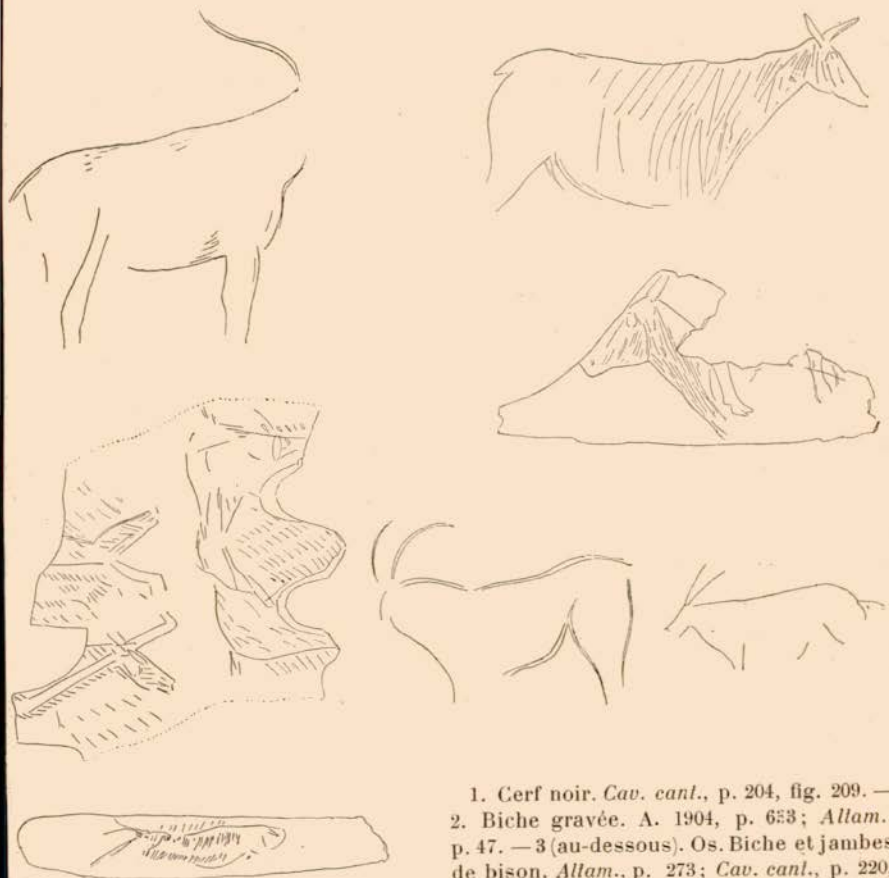 1. Cerf noir. Cav. cant., p. 204, fig. 209. —
2. Biche gravée. A. 1904, p. 633; Altam.
p. 47. — 3 (au-dessous). Os. Biche et jambes
de bison. Altam., p. 273; Cav. cant., p. 220,